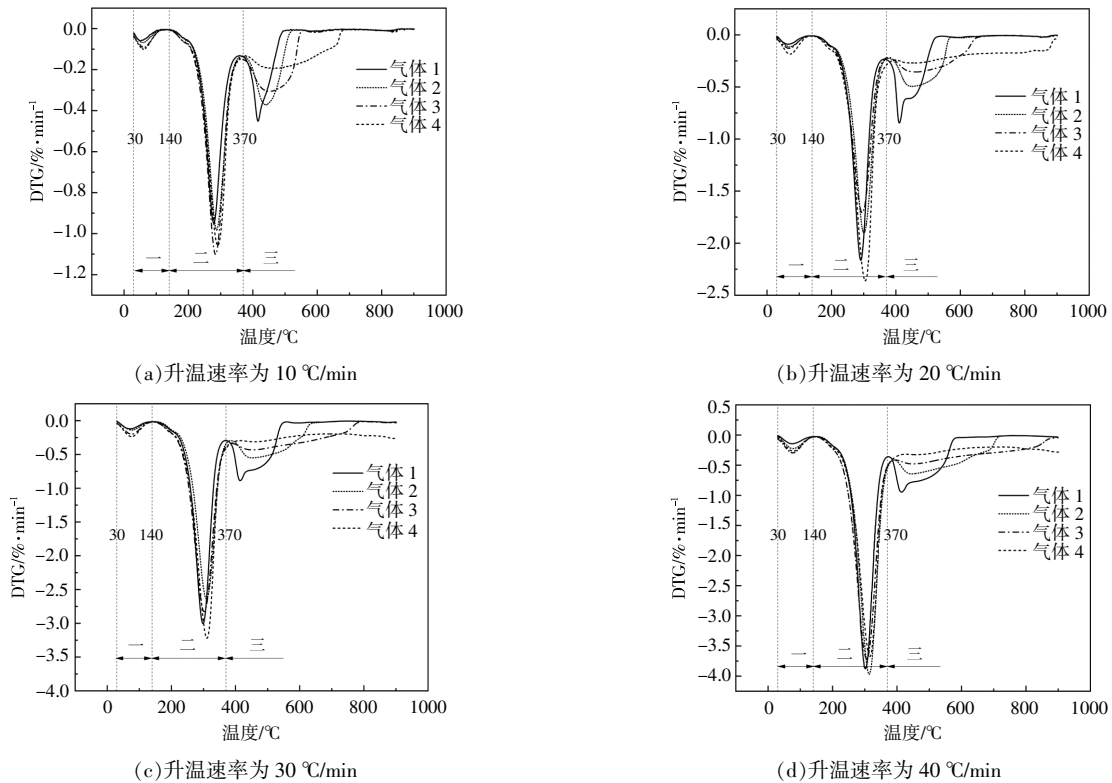 0.0
−0.2
−0.4
−0.6
−0.8
−1.0
−1.2
DTG/%·min⁻¹
30 140 370
气体 1
气体 2
气体 3
气体 4
一 二 三
0 200 400 600 800 1000
温度/℃
(a)升温速率为 10 ℃/min
0.0
−0.5
−1.0
−1.5
−2.0
−2.5
DTG/%·min⁻¹
30 140 370
气体 1
气体 2
气体 3
气体 4
一 二 三
0 200 400 600 800 1000
温度/℃
(b)升温速率为 20 ℃/min
0.0
−0.5
−1.0
−1.5
−2.0
−2.5
−3.0
−3.5
−4.0
DTG/%·min⁻¹
30 140 370
气体 1
气体 2
气体 3
气体 4
一 二 三
0 200 400 600 800 1000
温度/℃
(c)升温速率为 30 ℃/min
0.5
0.0
−0.5
−1.0
−1.5
−2.0
−2.5
−3.0
−3.5
−4.0
DTG/%·min⁻¹
30 140 370
气体 1
气体 2
气体 3
气体 4
一 二 三
0 200 400 600 800 1000
温度/℃
(d)升温速率为 40 ℃/min